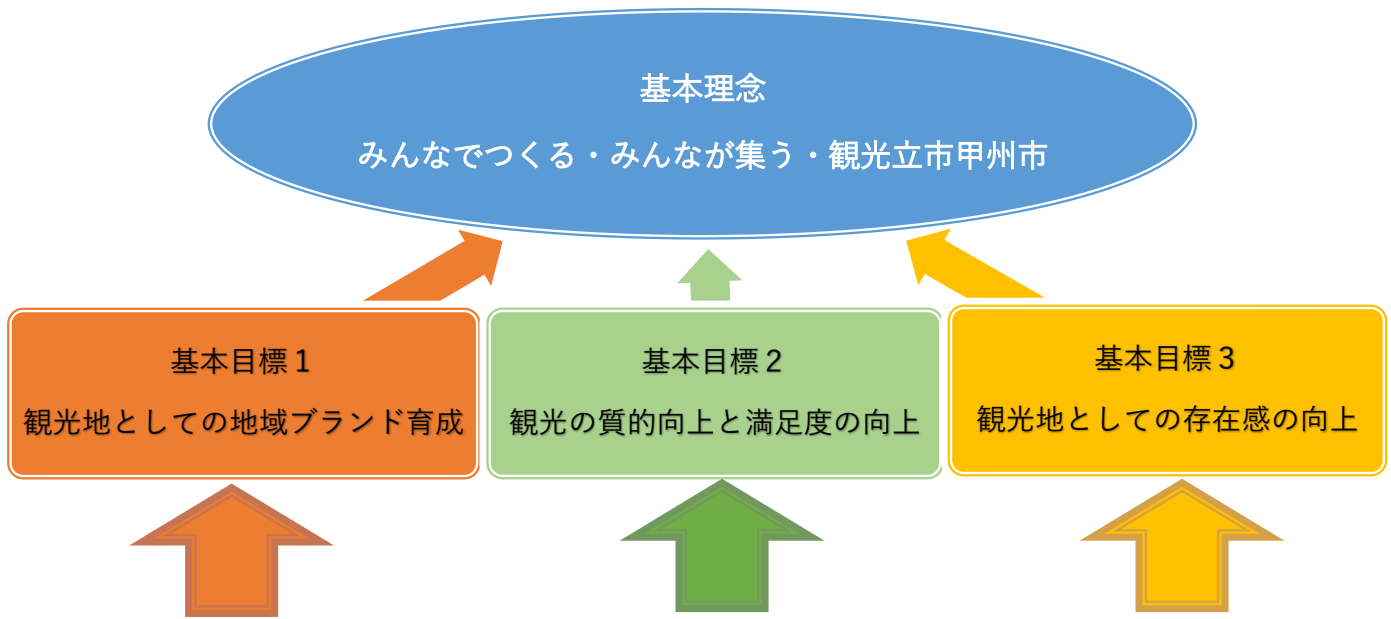 基本理念
みんなでつくる・みんなが集う・観光立市甲州市
基本目標1
観光地としての地域ブランド育成
基本目標2
観光の質的向上と満足度の向上
基本目標3
観光地としての存在感の向上